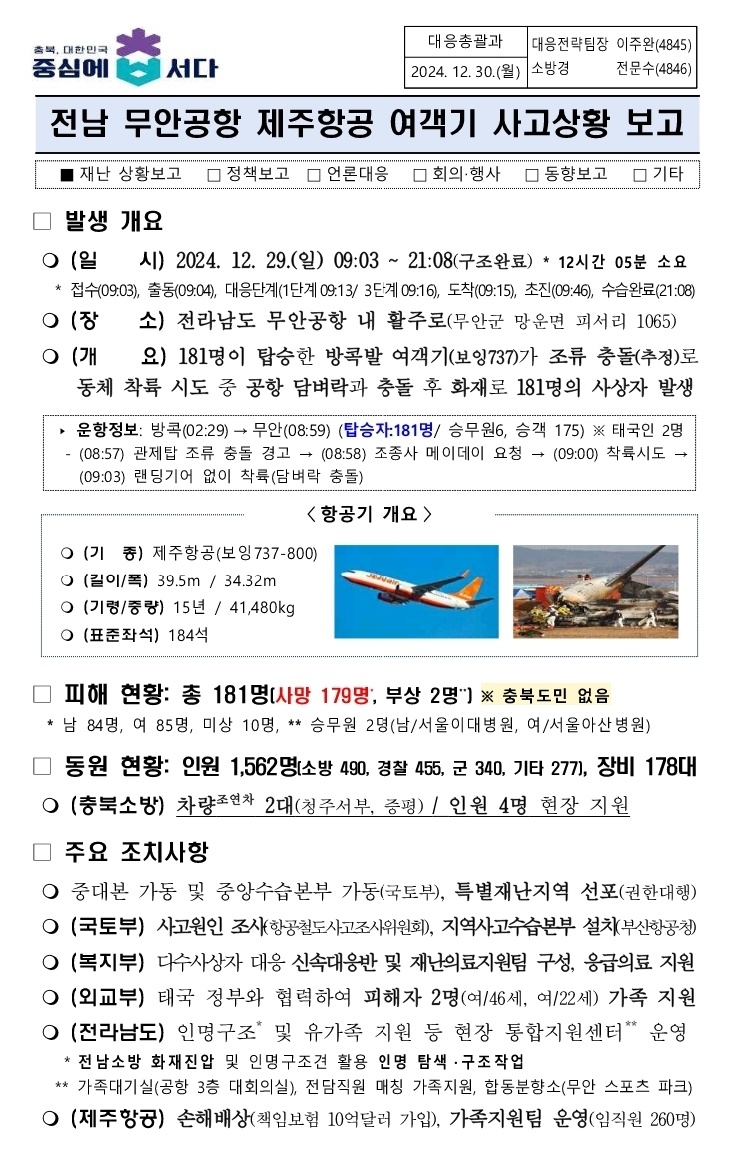 충북, 대한민국
중심에 서다
대응총괄과
2024. 12. 30.(월)
대응전략팀장 이주완(4845)
소방경 전문수(4846)
전남 무안공항 제주항공 여객기 사고상황 보고
■ 재난 상황보고 □ 정책보고 □ 언론대응 □ 회의·행사 □ 동향보고 □ 기타
□ 발생 개요
❍ (일 시) 2024. 12. 29.(일) 09:03 ~ 21:08(구조완료) * 12시간 05분 소요
* 접수(09:03), 출동(09:04), 대응단계(1단계 09:13/ 3단계 09:16), 도착(09:15), 초진(09:46), 수습완료(21:08)
❍ (장 소) 전라남도 무안공항 내 활주로(무안군 망운면 피서리 1065)
❍ (개 요) 181명이 탑승한 방콕발 여객기(보잉737)가 조류 충돌(추정)로
동체 착륙 시도 중 공항 담벼락과 충돌 후 화재로 181명의 사상자 발생
‣ 운항정보: 방콕(02:29) → 무안(08:59) (탑승자:181명/ 승무원6, 승객 175) ※ 태국인 2명
- (08:57) 관제탑 조류 충돌 경고 → (08:58) 조종사 메이데이 요청 → (09:00) 착륙시도 →
(09:03) 랜딩기어 없이 착륙(담벼락 충돌)
〈 항공기 개요 〉
❍ (기 종) 제주항공(보잉737-800)
❍ (길이/폭) 39.5m / 34.32m
❍ (기령/중량) 15년 / 41,480kg
❍ (표준좌석) 184석
JEJUair
□ 피해 현황: 총 181명(사망 179명*, 부상 2명**) ※ 충북도민 없음
* 남 84명, 여 85명, 미상 10명, ** 승무원 2명(남/서울이대병원, 여/서울아산병원)
□ 동원 현황: 인원 1,562명(소방 490, 경찰 455, 군 340, 기타 277), 장비 178대
❍ (충북소방) 차량조연차 2대(청주서부, 증평) / 인원 4명 현장 지원
□ 주요 조치사항
❍ 중대본 가동 및 중앙수습본부 가동(국토부), 특별재난지역 선포(권한대행)
❍ (국토부) 사고원인 조사(항공철도사고조사위원회), 지역사고수습본부 설치(부산항공청)
❍ (복지부) 다수사상자 대응 신속대응반 및 재난의료지원팀 구성, 응급의료 지원
❍ (외교부) 태국 정부와 협력하여 피해자 2명(여/46세, 여/22세) 가족 지원
❍ (전라남도) 인명구조* 및 유가족 지원 등 현장 통합지원센터** 운영
* 전남소방 화재진압 및 인명구조견 활용 인명 탐색·구조작업
** 가족대기실(공항 3층 대회의실), 전담직원 매칭 가족지원, 합동분향소(무안 스포츠 파크)
❍ (제주항공) 손해배상(책임보험 10억달러 가입), 가족지원팀 운영(임직원 260명)